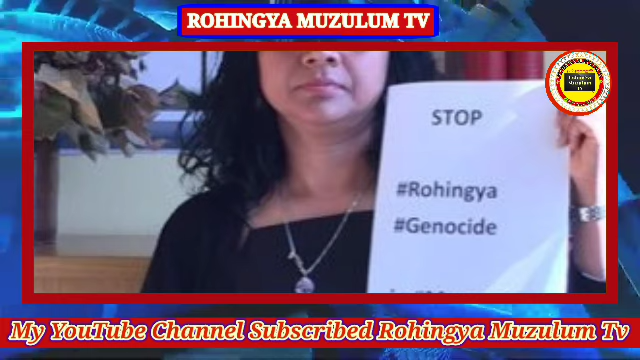 ROHINGYA MUZULUM TV
STOP
#Rohingya
#Genocide
My YouTube Channel Subscribed Rohingya Muzulum Tv